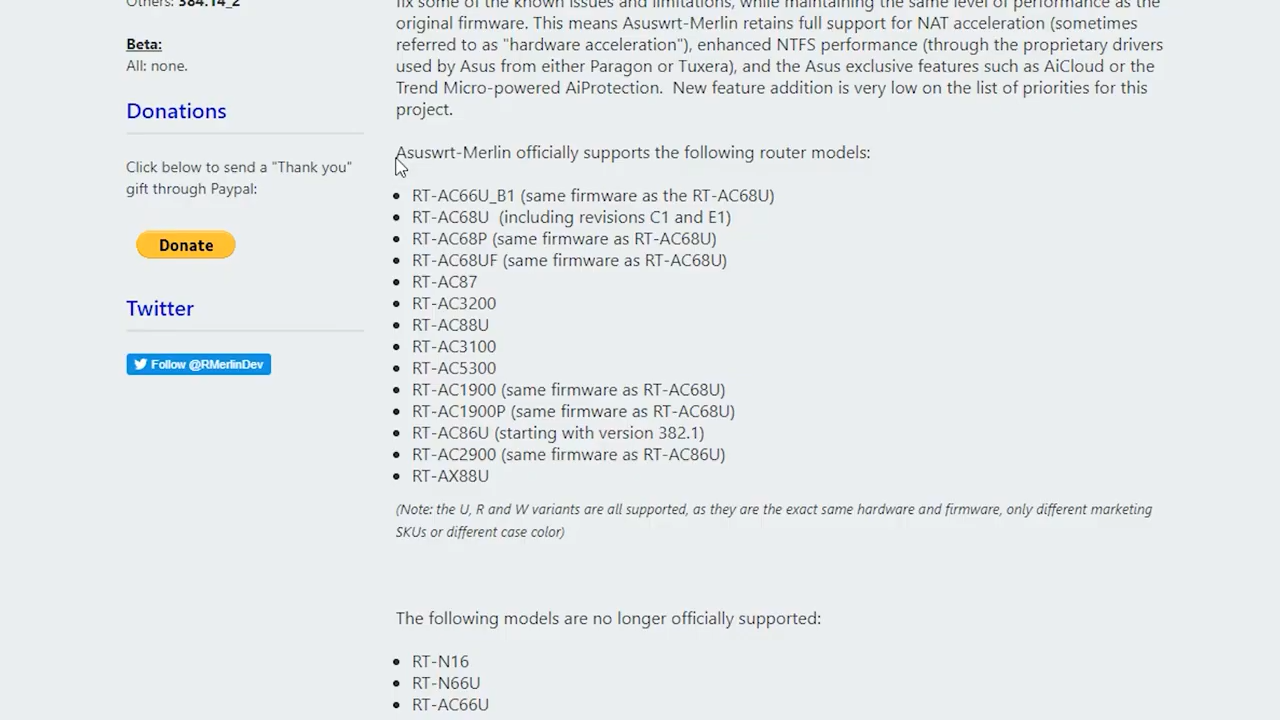 Others: 384.14_2
Beta:
All: none.
Donations
Click below to send a "Thank you"
gift through Paypal:
Donate
Twitter
Follow @RMerlinDev
fix some of the known issues and limitations, while maintaining the same level of performance as the
original firmware. This means Asuswrt-Merlin retains full support for NAT acceleration (sometimes
referred to as "hardware acceleration"), enhanced NTFS performance (through the proprietary drivers
used by Asus from either Paragon or Tuxera), and the Asus exclusive features such as AiCloud or the
Trend Micro-powered AiProtection.  New feature addition is very low on the list of priorities for this
project.
Asuswrt-Merlin officially supports the following router models:
RT-AC66U_B1 (same firmware as the RT-AC68U)
RT-AC68U  (including revisions C1 and E1)
RT-AC68P (same firmware as RT-AC68U)
RT-AC68UF (same firmware as RT-AC68U)
RT-AC87
RT-AC3200
RT-AC88U
RT-AC3100
RT-AC5300
RT-AC1900 (same firmware as RT-AC68U)
RT-AC1900P (same firmware as RT-AC68U)
RT-AC86U (starting with version 382.1)
RT-AC2900 (same firmware as RT-AC86U)
RT-AX88U
(Note: the U, R and W variants are all supported, as they are the exact same hardware and firmware, only different marketing
SKUs or different case color)
The following models are no longer officially supported:
RT-N16
RT-N66U
RT-AC66U